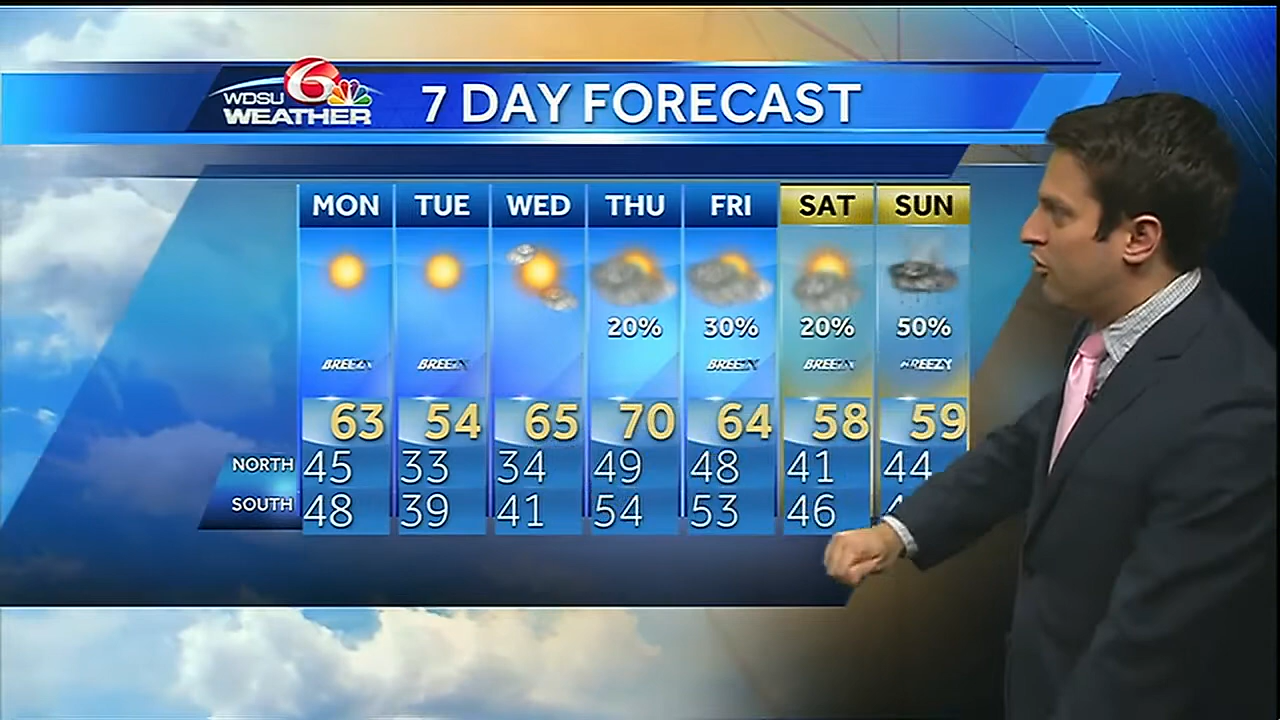 WDSU 6
WEATHER
7 DAY FORECAST
MON TUE WED THU FRI SAT SUN
20% 30% 20% 50%
BREEZY BREEZY BREEZY BREEZY BREEZY
63 54 65 70 64 58 59
NORTH 45 33 34 49 48 41 44
SOUTH 48 39 41 54 53 46